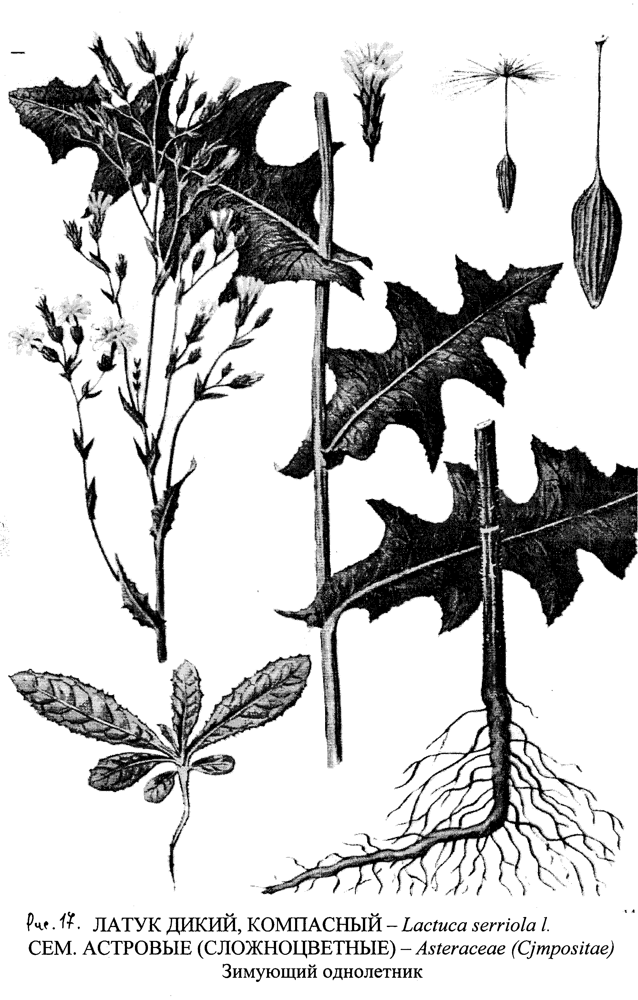 Рис. 17. ЛАТУК ДИКИЙ, КОМПАСНЫЙ – Lactuca serriola l.
СЕМ. АСТРОВЫЕ (СЛОЖНОЦВЕТНЫЕ) – Asteraceae (Cjmpositae)
Зимующий однолетник